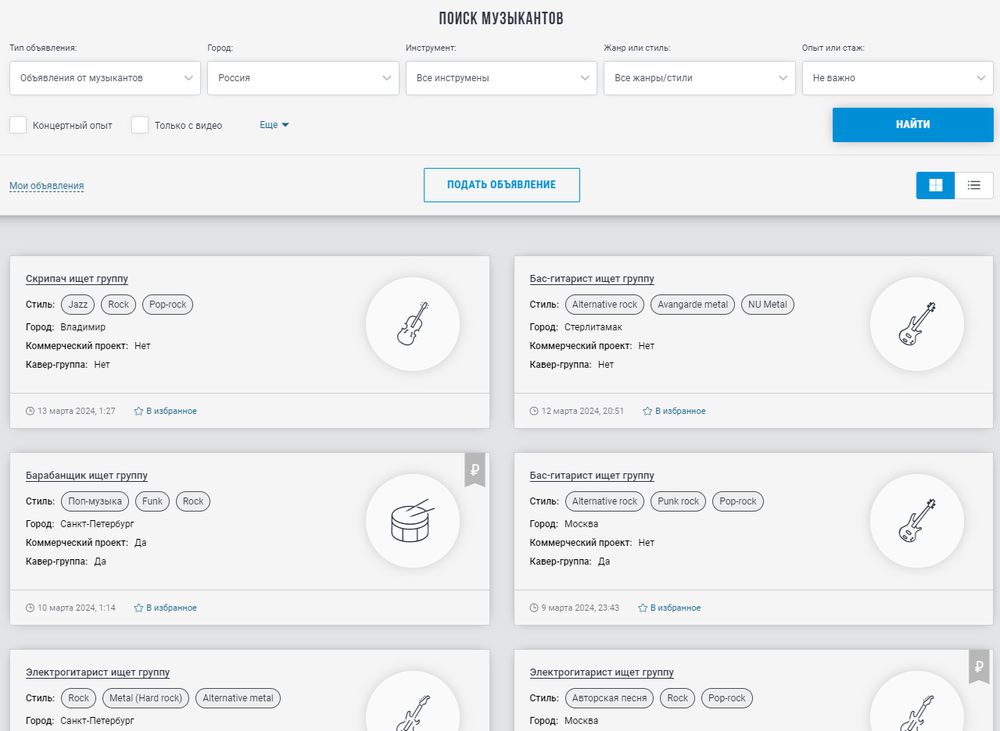 ПОИСК МУЗЫКАНТОВ
Тип объявления: Город: Инструмент: Жанр или стиль: Опыт или стаж:
Объявления от музыкантов Россия Все инструмены Все жанры/стили Не важно
Концертный опыт Только с видео Еще НАЙТИ
Мои объявления ПОДАТЬ ОБЪЯВЛЕНИЕ
Скрипач ищет группу
Стиль: Jazz Rock Pop-rock
Город: Владимир
Коммерческий проект: Нет
Кавер-группа: Нет
13 марта 2024, 1:27 В избранное
Бас-гитарист ищет группу
Стиль: Alternative rock Avangarde metal NU Metal
Город: Стерлитамак
Коммерческий проект: Нет
Кавер-группа: Нет
12 марта 2024, 20:51 В избранное
₽
Барабанщик ищет группу
Стиль: Поп-музыка Funk Rock
Город: Санкт-Петербург
Коммерческий проект: Да
Кавер-группа: Да
10 марта 2024, 1:14 В избранное
Бас-гитарист ищет группу
Стиль: Alternative rock Punk rock Pop-rock
Город: Москва
Коммерческий проект: Нет
Кавер-группа: Да
9 марта 2024, 23:43 В избранное
Электрогитарист ищет группу
Стиль: Rock Metal (Hard rock) Alternative metal
Город: Санкт-Петербург
₽
Электрогитарист ищет группу
Стиль: Авторская песня Rock Pop-rock
Город: Москва